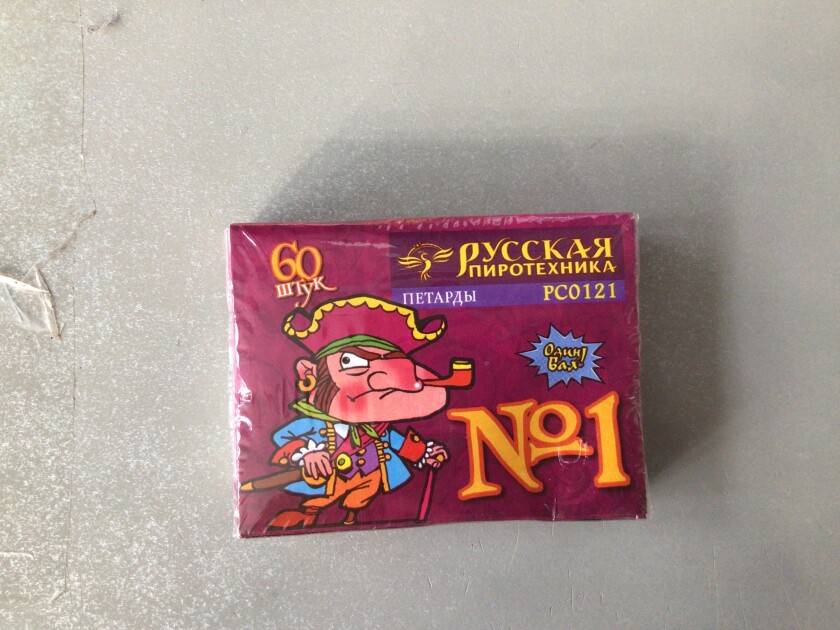 60
штук
РУССКАЯ
ПИРОТЕХНИКА
ПЕТАРДЫ РС0121
Один
Бах
№1